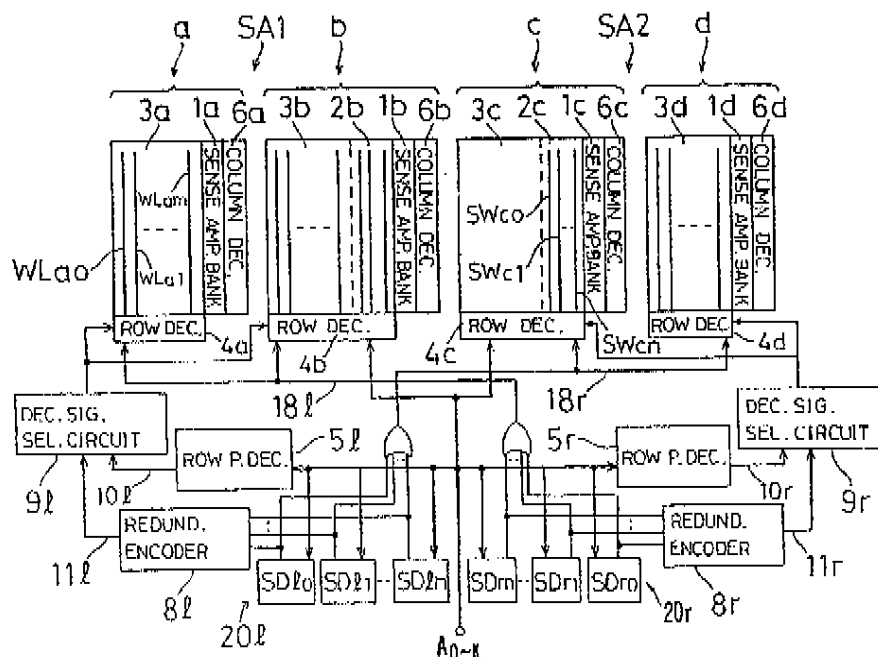 a SA1 b c SA2 d
3a 1a 6a 3b 2b 1b 6b 3c 2c 1c 6c 3d 1d 6d
SENSE AMP. BANK
COLUMN DEC.
SENSE AMP. BANK
COLUMN DEC.
SENSE AMP. BANK
COLUMN DEC.
SENSE AMP. BANK
COLUMN DEC.
WLam
WLao WLa1
SWco
SWc1
SWcn
ROW DEC. ROW DEC. ROW DEC. ROW DEC.
4a 4b 4c 4d
18ℓ 18r
DEC. SIG.
SEL. CIRCUIT
DEC. SIG.
SEL. CIRCUIT
9ℓ 5ℓ 5r 9r
ROW P. DEC. ROW P. DEC.
10ℓ 10r
REDUND.
ENCODER
REDUND.
ENCODER
11ℓ 8ℓ 8r 11r
SDℓ0 SDℓ1 SDℓn SDrn SDr1 SDr0
20ℓ 20r
A0~K